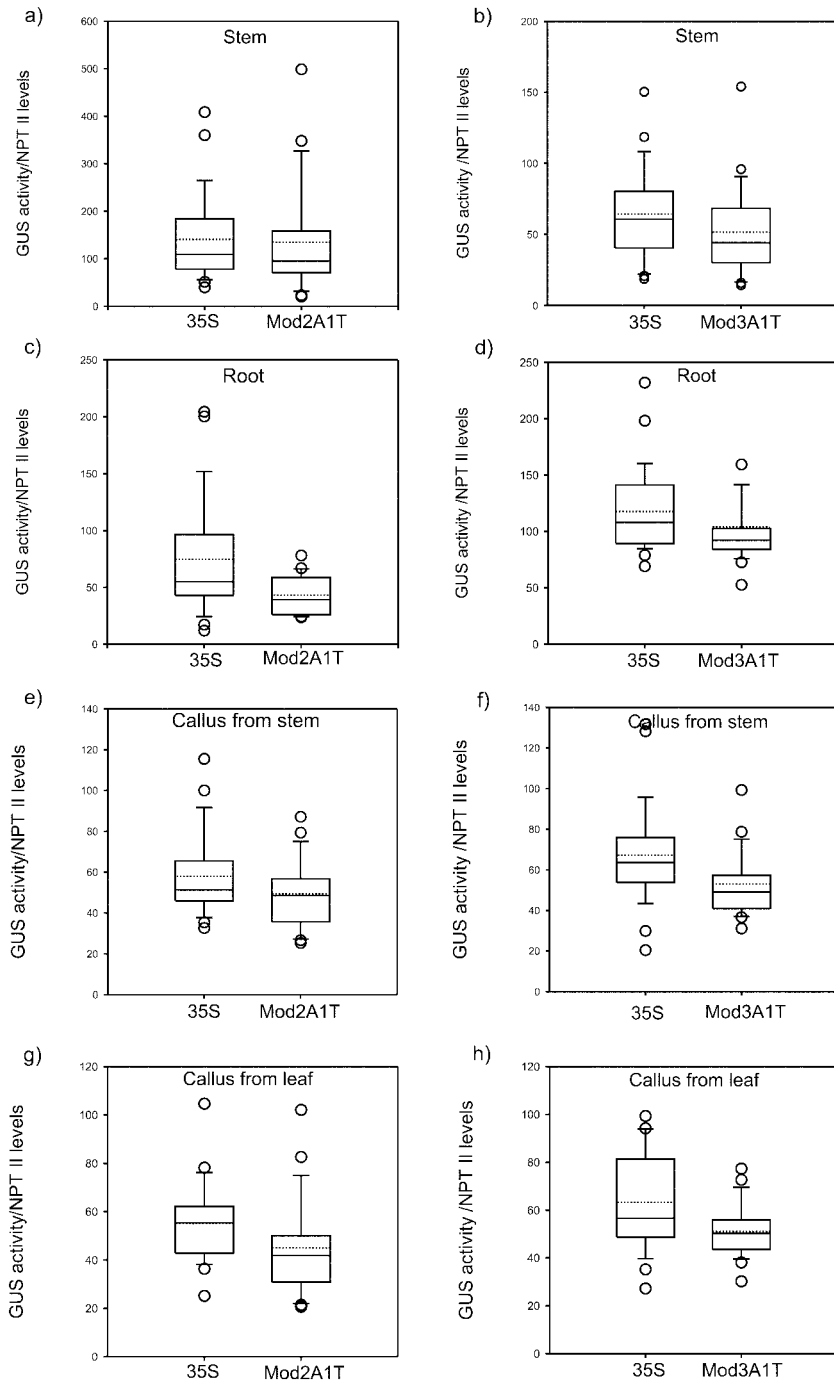 a)
Stem
GUS activity/NPT II levels
600
500
400
300
200
100
0
35S
Mod2A1T
b)
Stem
GUS activity /NPT II levels
200
150
100
50
0
35S
Mod3A1T
c)
Root
GUS activity/NPT II levels
250
200
150
100
50
0
35S
Mod2A1T
d)
Root
GUS activity /NPT II levels
250
200
150
100
50
0
35S
Mod3A1T
e)
Callus from stem
GUS activity/NPT II levels
140
120
100
80
60
40
20
0
35S
Mod2A1T
f)
Callus from stem
GUS activity /NPT II levels
140
120
100
80
60
40
20
0
35S
Mod3A1T
g)
Callus from leaf
GUS activity/NPT II levels
120
100
80
60
40
20
0
35S
Mod2A1T
h)
Callus from leaf
GUS activity /NPT II levels
120
100
80
60
40
20
0
35S
Mod3A1T